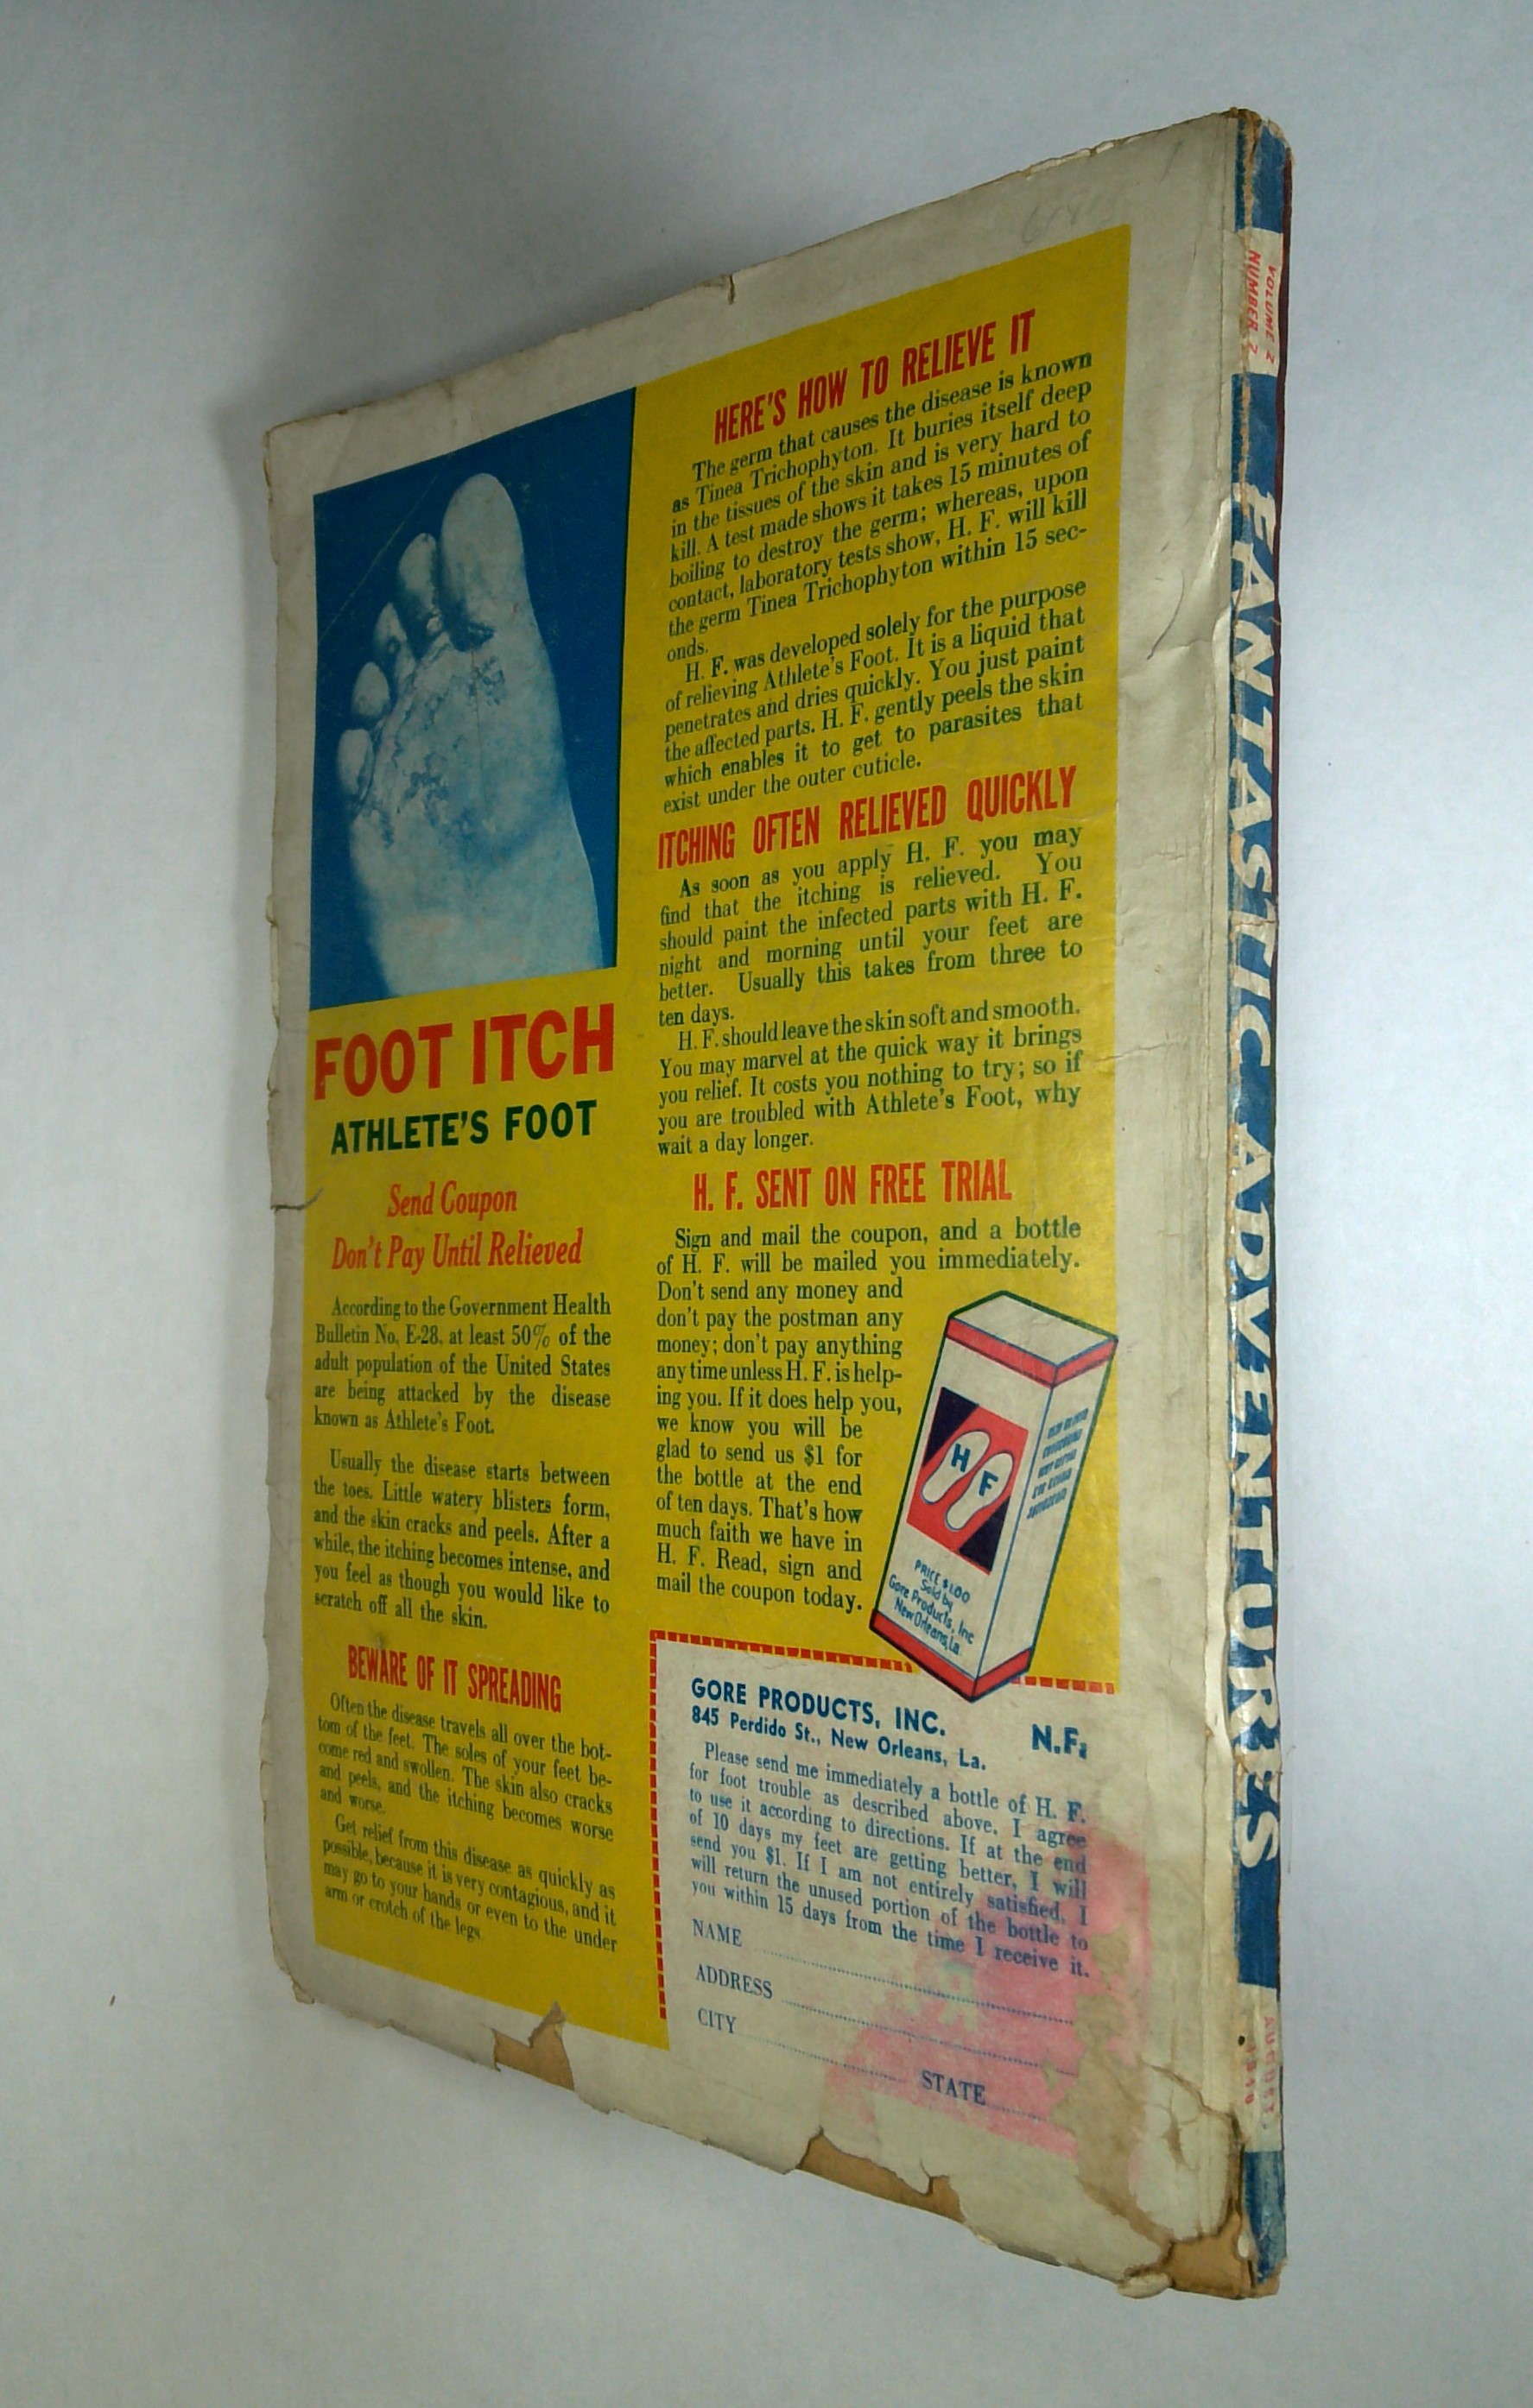 FOOT ITCH
ATHLETE'S FOOT
Send Coupon
Don't Pay Until Relieved
According to the Government Health
Bulletin No. E-28, at least 50% of the
adult population of the United States
are being attacked by the disease
known as Athlete's Foot.
Usually the disease starts between
the toes. Little watery blisters form,
and the skin cracks and peels. After a
while, the itching becomes intense, and
you feel as though you would like to
scratch off all the skin.
BEWARE OF IT SPREADING
Often the disease travels all over the bot-
tom of the feet. The soles of your feet be-
come red and swollen. The skin also cracks
and peels, and the itching becomes worse
and worse.
Get relief from this disease as quickly as
possible, because it is very contagious, and it
may go to your hands or even to the under
arm or crotch of the legs.
HERE'S HOW TO RELIEVE IT
The germ that causes the disease is known
as Tinea Trichophyton. It buries itself deep
in the tissues of the skin and is very hard to
kill. A test made shows it takes 15 minutes of
boiling to destroy the germ; whereas, upon
contact, laboratory tests show, H. F. will kill
the germ Tinea Trichophyton within 15 sec-
onds.
H. F. was developed solely for the purpose
of relieving Athlete's Foot. It is a liquid that
penetrates and dries quickly. You just paint
the affected parts. H. F. gently peels the skin
which enables it to get to parasites that
exist under the outer cuticle.
ITCHING OFTEN RELIEVED QUICKLY
As soon as you apply H. F. you may
find that the itching is relieved. You
should paint the infected parts with H. F.
night and morning until your feet are
better. Usually this takes from three to
ten days.
H. F. should leave the skin soft and smooth.
You may marvel at the quick way it brings
you relief. It costs you nothing to try; so if
you are troubled with Athlete's Foot, why
wait a day longer.
H. F. SENT ON FREE TRIAL
Sign and mail the coupon, and a bottle
of H. F. will be mailed you immediately.
Don't send any money and
don't pay the postman any
money; don't pay anything
any time unless H. F. is help-
ing you. If it does help you,
we know you will be
glad to send us $1 for
the bottle at the end
of ten days. That's how
much faith we have in
H. F. Read, sign and
mail the coupon today.
H F
PRICE $1.00
Sold by
Gore Products, Inc
New Orleans, La.
GORE PRODUCTS, INC. N.F.
845 Perdido St., New Orleans, La.
Please send me immediately a bottle of H. F.
for foot trouble as described above. I agree
to use it according to directions. If at the end
of 10 days my feet are getting better, I will
send you $1. If I am not entirely satisfied, I
will return the unused portion of the bottle to
you within 15 days from the time I receive it.
NAME
ADDRESS
CITY STATE
VOLUME 2
NUMBER 7
FANTASTIC ADVENTURES
AUGUST
1940